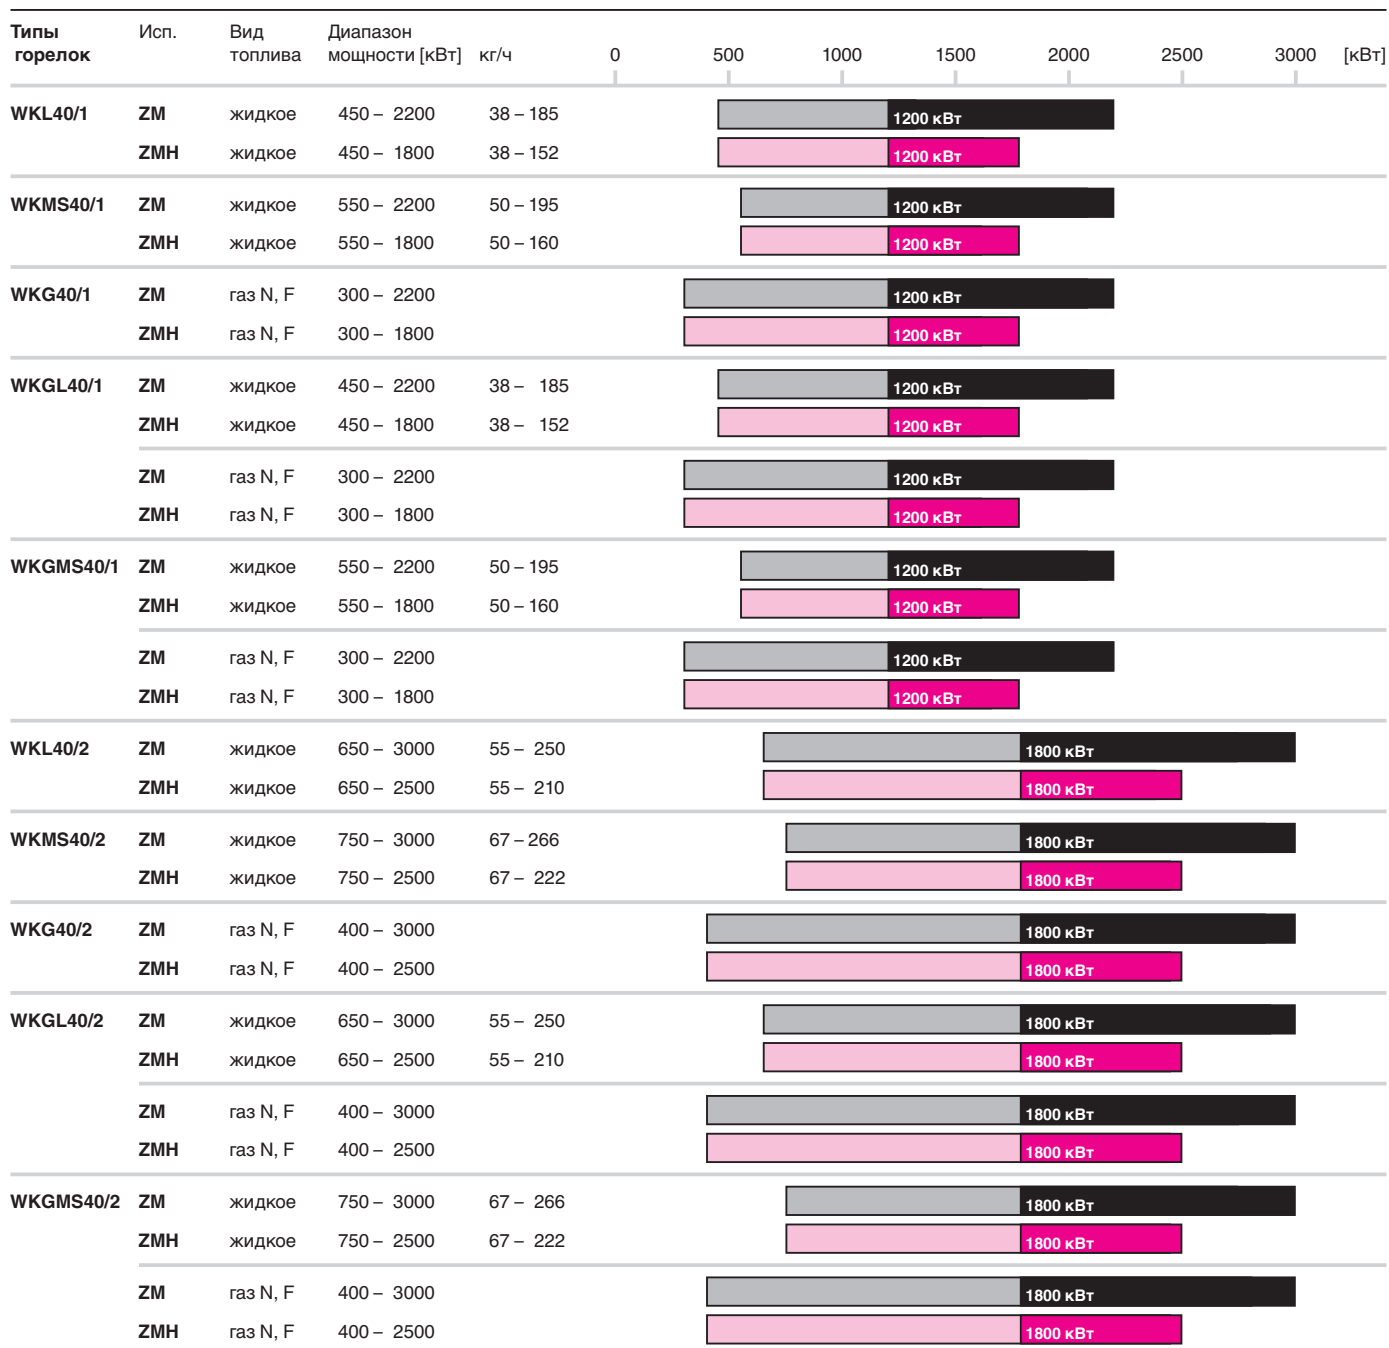 Типы Исп. Вид Диапазон
горелок топлива мощности [кВт] кг/ч 0 500 1000 1500 2000 2500 3000 [кВт]
WKL40/1 ZM жидкое 450 – 2200 38 – 185 1200 кВт
ZMH жидкое 450 – 1800 38 – 152 1200 кВт
WKMS40/1 ZM жидкое 550 – 2200 50 – 195 1200 кВт
ZMH жидкое 550 – 1800 50 – 160 1200 кВт
WKG40/1 ZM газ N, F 300 – 2200 1200 кВт
ZMH газ N, F 300 – 1800 1200 кВт
WKGL40/1 ZM жидкое 450 – 2200 38 – 185 1200 кВт
ZMH жидкое 450 – 1800 38 – 152 1200 кВт
ZM газ N, F 300 – 2200 1200 кВт
ZMH газ N, F 300 – 1800 1200 кВт
WKGMS40/1 ZM жидкое 550 – 2200 50 – 195 1200 кВт
ZMH жидкое 550 – 1800 50 – 160 1200 кВт
ZM газ N, F 300 – 2200 1200 кВт
ZMH газ N, F 300 – 1800 1200 кВт
WKL40/2 ZM жидкое 650 – 3000 55 – 250 1800 кВт
ZMH жидкое 650 – 2500 55 – 210 1800 кВт
WKMS40/2 ZM жидкое 750 – 3000 67 – 266 1800 кВт
ZMH жидкое 750 – 2500 67 – 222 1800 кВт
WKG40/2 ZM газ N, F 400 – 3000 1800 кВт
ZMH газ N, F 400 – 2500 1800 кВт
WKGL40/2 ZM жидкое 650 – 3000 55 – 250 1800 кВт
ZMH жидкое 650 – 2500 55 – 210 1800 кВт
ZM газ N, F 400 – 3000 1800 кВт
ZMH газ N, F 400 – 2500 1800 кВт
WKGMS40/2 ZM жидкое 750 – 3000 67 – 266 1800 кВт
ZMH жидкое 750 – 2500 67 – 222 1800 кВт
ZM газ N, F 400 – 3000 1800 кВт
ZMH газ N, F 400 – 2500 1800 кВт